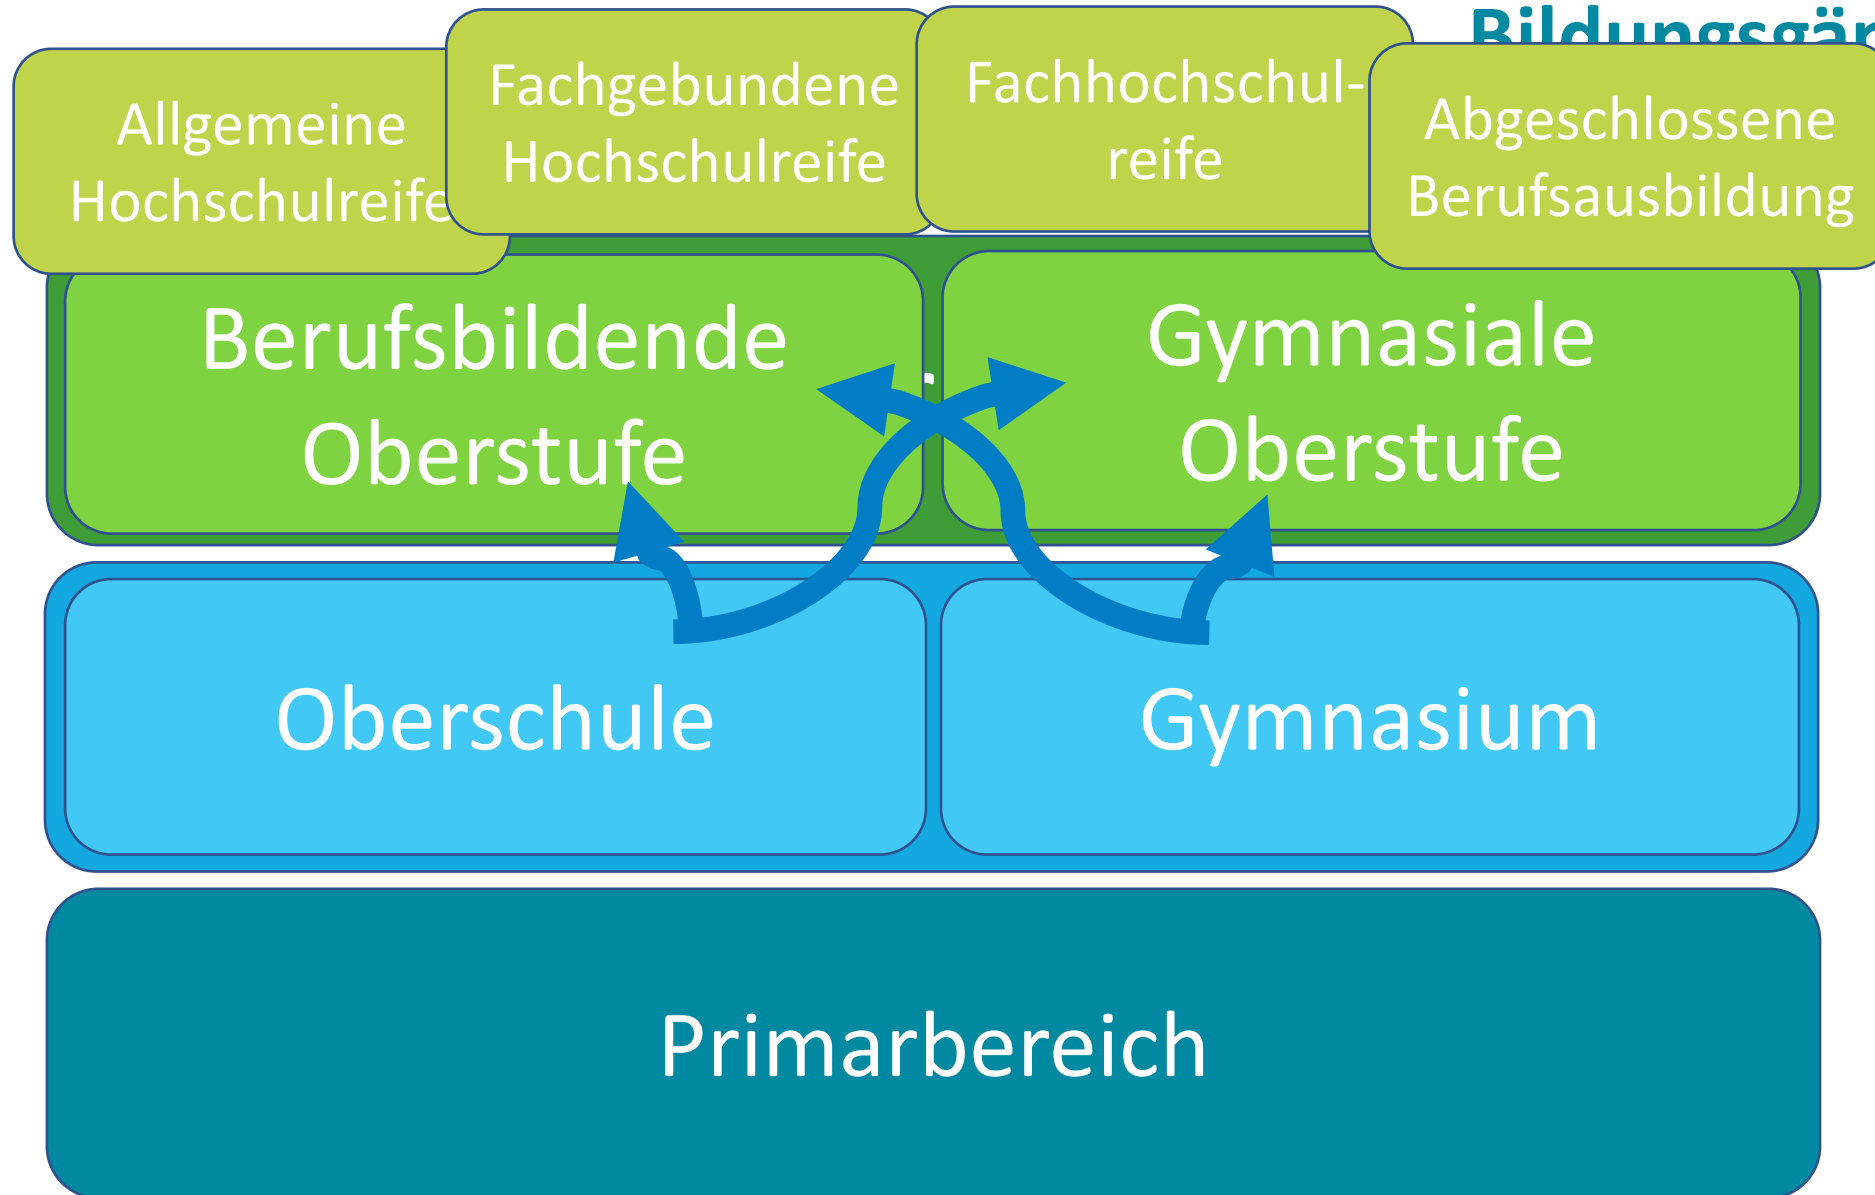 Allgemeine
Hochschulreife
Fachgebundene
Hochschulreife
Fachhochschul-
reife
Abgeschlossene
Berufsausbildung
Berufsbildende
Oberstufe
Gymnasiale
Oberstufe
Oberschule
Gymnasium
Primarbereich